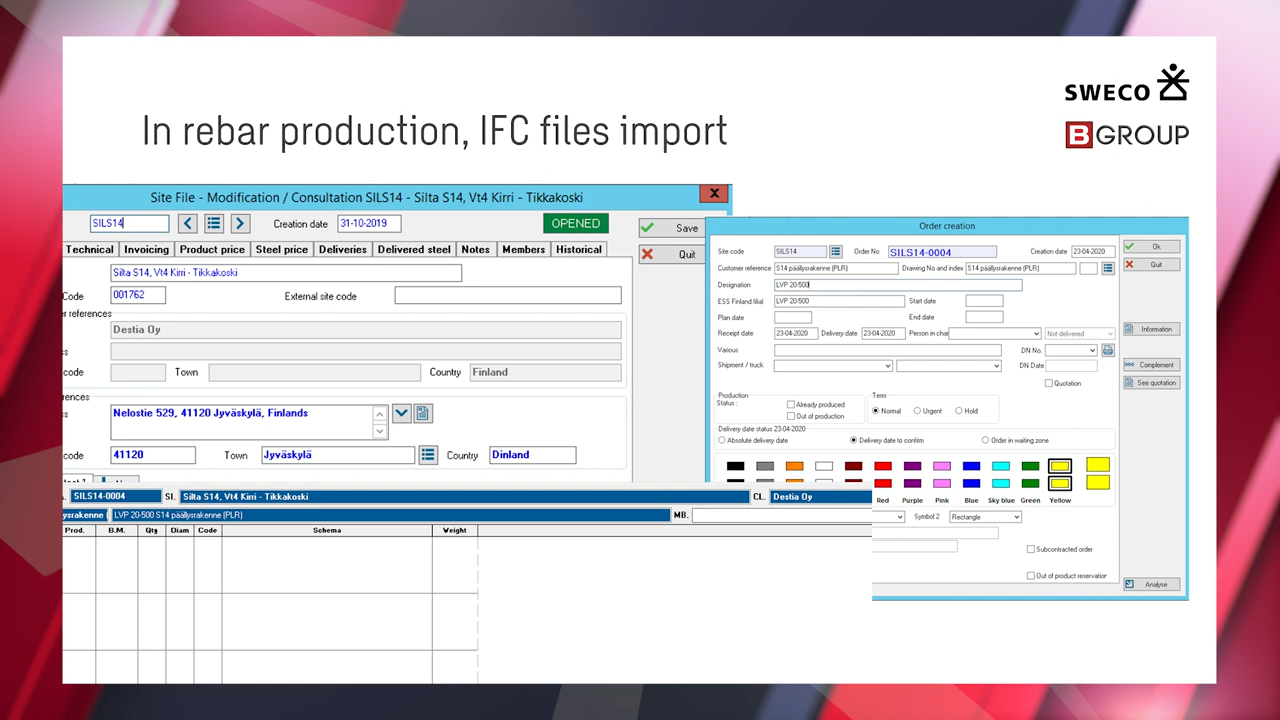 SWECO
B GROUP
In rebar production, IFC files import
Site File - Modification / Consultation SILS14 - Silta S14, Vt4 Kirri - Tikkakoski
X
SILS14
Creation date
31-10-2019
OPENED
Save
Quit
Technical
Invoicing
Product price
Steel price
Deliveries
Delivered steel
Notes
Members
Historical
Silta S14, Vt4 Kirri - Tikkakoski
Code
001762
External site code
er references
Destia Oy
ss
code
Town
Country
Finland
erences
ss
Nelostie 529, 41120 Jyväskylä, Finlands
code
41120
Town
Jyväskylä
Country
Dinland
Order creation
Site code
SILS14
Order No
SILS14-0004
Creation date
23-04-2020
Ok
Quit
Customer reference
S14 päällysrakenne (PLR)
Drawing No and index
S14 päällysrakenne (PLR)
Designation
LVP 20-500
ESS Finland filial
LVP 20-500
Start date
Plan date
End date
Receipt date
23-04-2020
Delivery date
23-04-2020
Person in char
Not delivered
Information
Various
DN No.
Shipment / truck
DN Date
Complement
Quotation
See quotation
Production
Status :
Already produced
Out of production
Term
Normal
Urgent
Hold
Delivery date status 23-04-2020
Absolute delivery date
Delivery date to confirm
Order in waiting zone
Red
Purple
Pink
Blue
Sky blue
Green
Yellow
Symbol 2
Rectangle
Subcontracted order
Out of product reservation
Analyse
SILS14-0004
SI.
Silta S14, Vt4 Kirri - Tikkakoski
CL.
Destia Oy
lysrakenne
LVP 20-500 S14 päällysrakenne (PLR)
MB.
Prod.
B.M.
Qty
Diam
Code
Schema
Weight